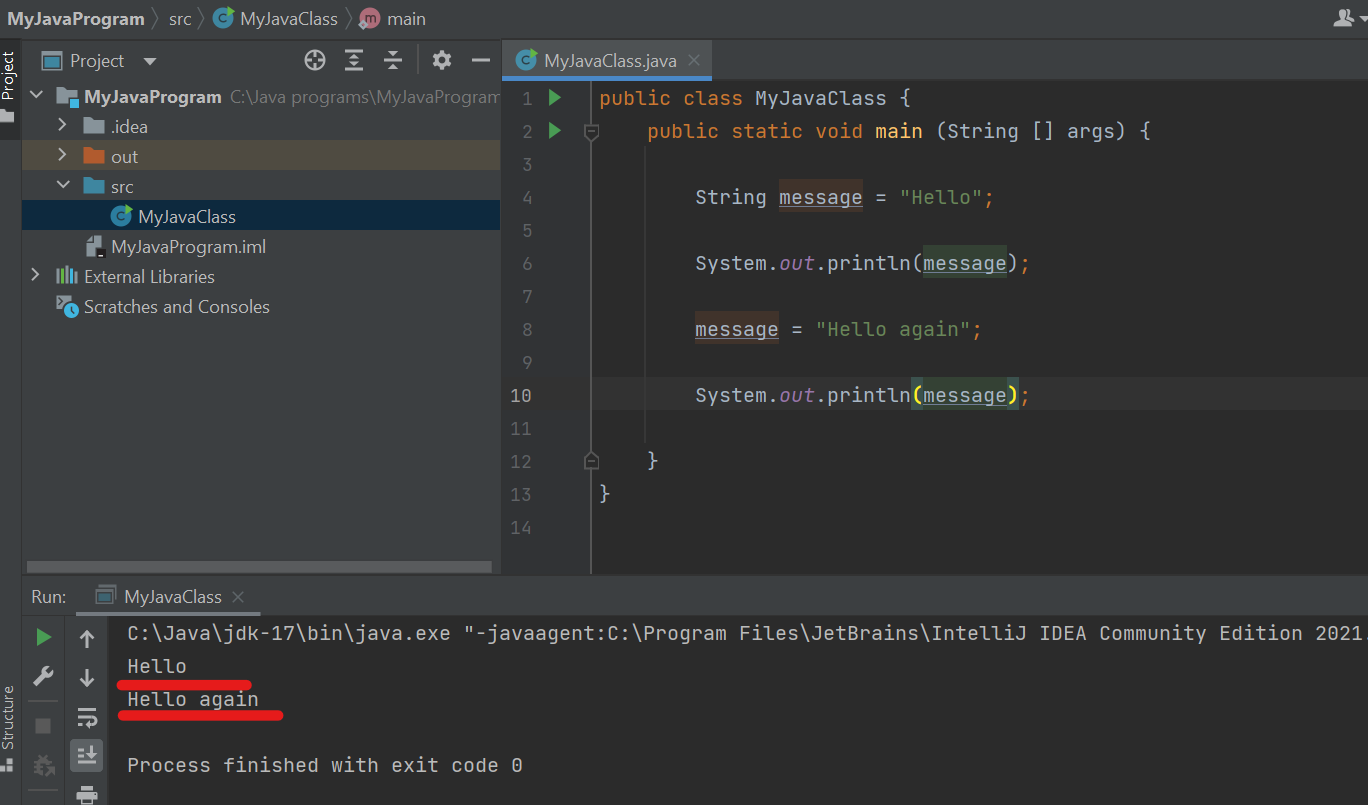 MyJavaProgram src MyJavaClass main
Project
Project
MyJavaProgram C:\Java programs\MyJavaProgram
.idea
out
src
MyJavaClass
MyJavaProgram.iml
External Libraries
Scratches and Consoles
MyJavaClass.java
1 public class MyJavaClass {
2 public static void main (String [] args) {
3
4 String message = "Hello";
5
6 System.out.println(message);
7
8 message = "Hello again";
9
10 System.out.println(message);
11
12 }
13 }
14
Structure
Run: MyJavaClass
C:\Java\jdk-17\bin\java.exe "-javaagent:C:\Program Files\JetBrains\IntelliJ IDEA Community Edition 2021.
Hello
Hello again
Process finished with exit code 0